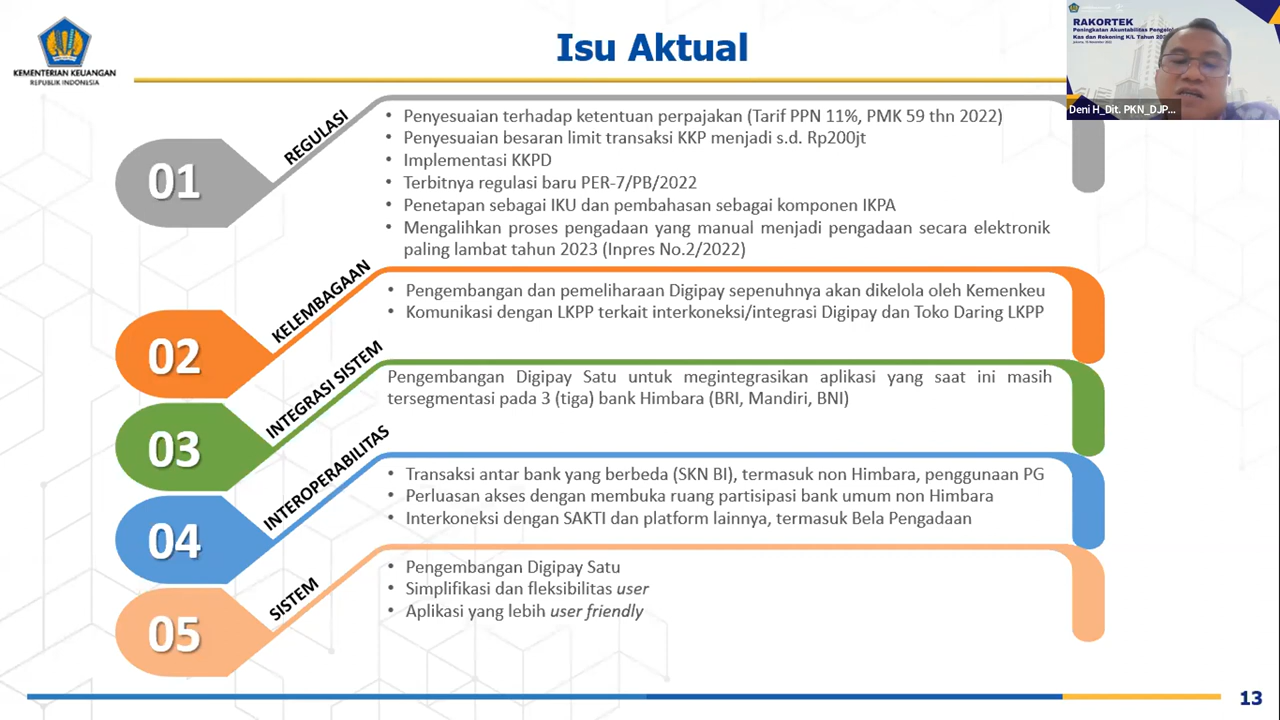 KEMENTERIAN KEUANGAN
REPUBLIK INDONESIA
Isu Aktual
RAKORTEK
Peningkatan Akuntabilitas
Kas dan Rekening K/L Tahun
Deni H_Dit. PKN_DJP...
01
REGULASI
• Penyesuaian terhadap ketentuan perpajakan (Tarif PPN 11%, PMK 59 thn 2022)
• Penyesuaian besaran limit transaksi KKP menjadi s.d. Rp200jt
• Implementasi KKPD
• Terbitnya regulasi baru PER-7/PB/2022
• Penetapan sebagai IKU dan pembahasan sebagai komponen IKPA
• Mengalihkan proses pengadaan yang manual menjadi pengadaan secara elektronik
paling lambat tahun 2023 (Inpres No.2/2022)
02
KELEMBAGAAN
• Pengembangan dan pemeliharaan Digipay sepenuhnya akan dikelola oleh Kemenkeu
• Komunikasi dengan LKPP terkait interkoneksi/integrasi Digipay dan Toko Daring LKPP
03
INTEGRASI SISTEM
Pengembangan Digipay Satu untuk megintegrasikan aplikasi yang saat ini masih
tersegmentasi pada 3 (tiga) bank Himbara (BRI, Mandiri, BNI)
04
INTEROPERABILITAS
• Transaksi antar bank yang berbeda (SKN BI), termasuk non Himbara, penggunaan PG
• Perluasan akses dengan membuka ruang partisipasi bank umum non Himbara
• Interkoneksi dengan SAKTI dan platform lainnya, termasuk Bela Pengadaan
05
SISTEM
• Pengembangan Digipay Satu
• Simplifikasi dan fleksibilitas user
• Aplikasi yang lebih user friendly
13